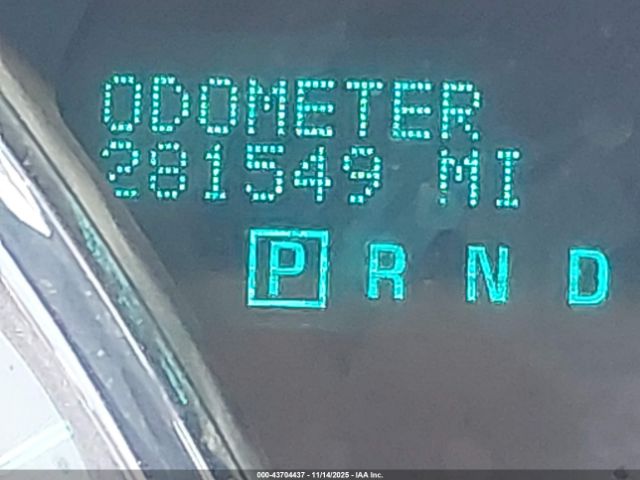 ODOMETER
281549 MI
P R N D
000-43704437 - 11/14/2025 - IAA Inc.